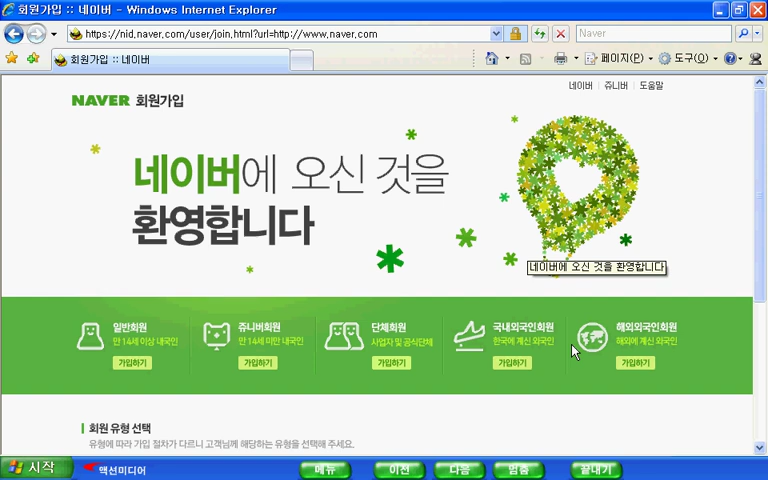 회원가입 :: 네이버 - Windows Internet Explorer
https://nid.naver.com/user/join.html?url=http://www.naver.com
Naver
회원가입 :: 네이버
페이지(P)
도구(O)
네이버 | 쥬니버 | 도움말
NAVER 회원가입
네이버에 오신 것을
환영합니다
네이버에 오신 것을 환영합니다
일반회원
만 14세 이상 내국인
가입하기
쥬니버회원
만 14세 미만 내국인
가입하기
단체회원
사업자 및 공식단체
가입하기
국내외국인회원
한국에 계신 외국인
가입하기
해외외국인회원
해외에 계신 외국인
가입하기
회원 유형 선택
유형에 따라 가입 절차가 다르니 고객님께 해당하는 유형을 선택해 주세요.
시작
맥선미디어
메뉴
이전
다음
멈춤
끝내기